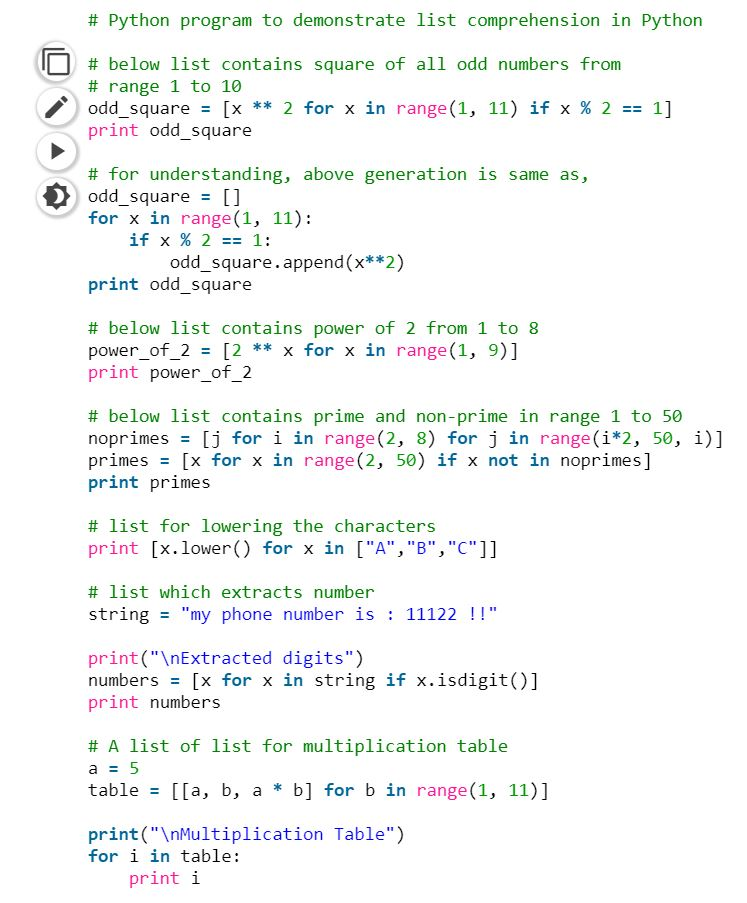 # Python program to demonstrate list comprehension in Python

# below list contains square of all odd numbers from
# range 1 to 10
odd_square = [x ** 2 for x in range(1, 11) if x % 2 == 1]
print odd_square

# for understanding, above generation is same as,
odd_square = []
for x in range(1, 11):
    if x % 2 == 1:
        odd_square.append(x**2)
print odd_square

# below list contains power of 2 from 1 to 8
power_of_2 = [2 ** x for x in range(1, 9)]
print power_of_2

# below list contains prime and non-prime in range 1 to 50
noprimes = [j for i in range(2, 8) for j in range(i*2, 50, i)]
primes = [x for x in range(2, 50) if x not in noprimes]
print primes

# list for lowering the characters
print [x.lower() for x in ["A","B","C"]]

# list which extracts number
string = "my phone number is : 11122 !!"

print("\nExtracted digits")
numbers = [x for x in string if x.isdigit()]
print numbers

# A list of list for multiplication table
a = 5
table = [[a, b, a * b] for b in range(1, 11)]

print("\nMultiplication Table")
for i in table:
    print i